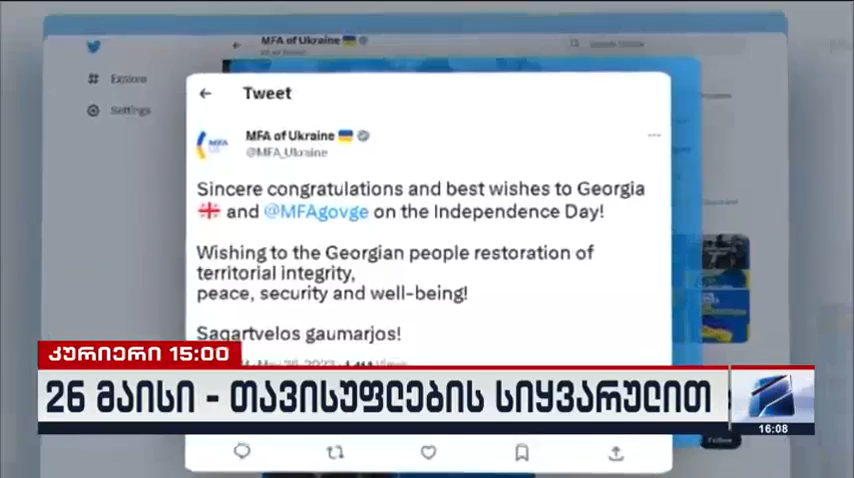 MFA of Ukraine
Explore
Settings
Tweet
MFA of Ukraine
@MFA_Ukraine
Sincere congratulations and best wishes to Georgia
and @MFAgovge on the Independence Day!
Wishing to the Georgian people restoration of
territorial integrity,
peace, security and well-being!
Saqartvelos gaumarjos!
კურიერი 15:00
26 მაისი - თავისუფლების სიყვარულით
16:08
Follow